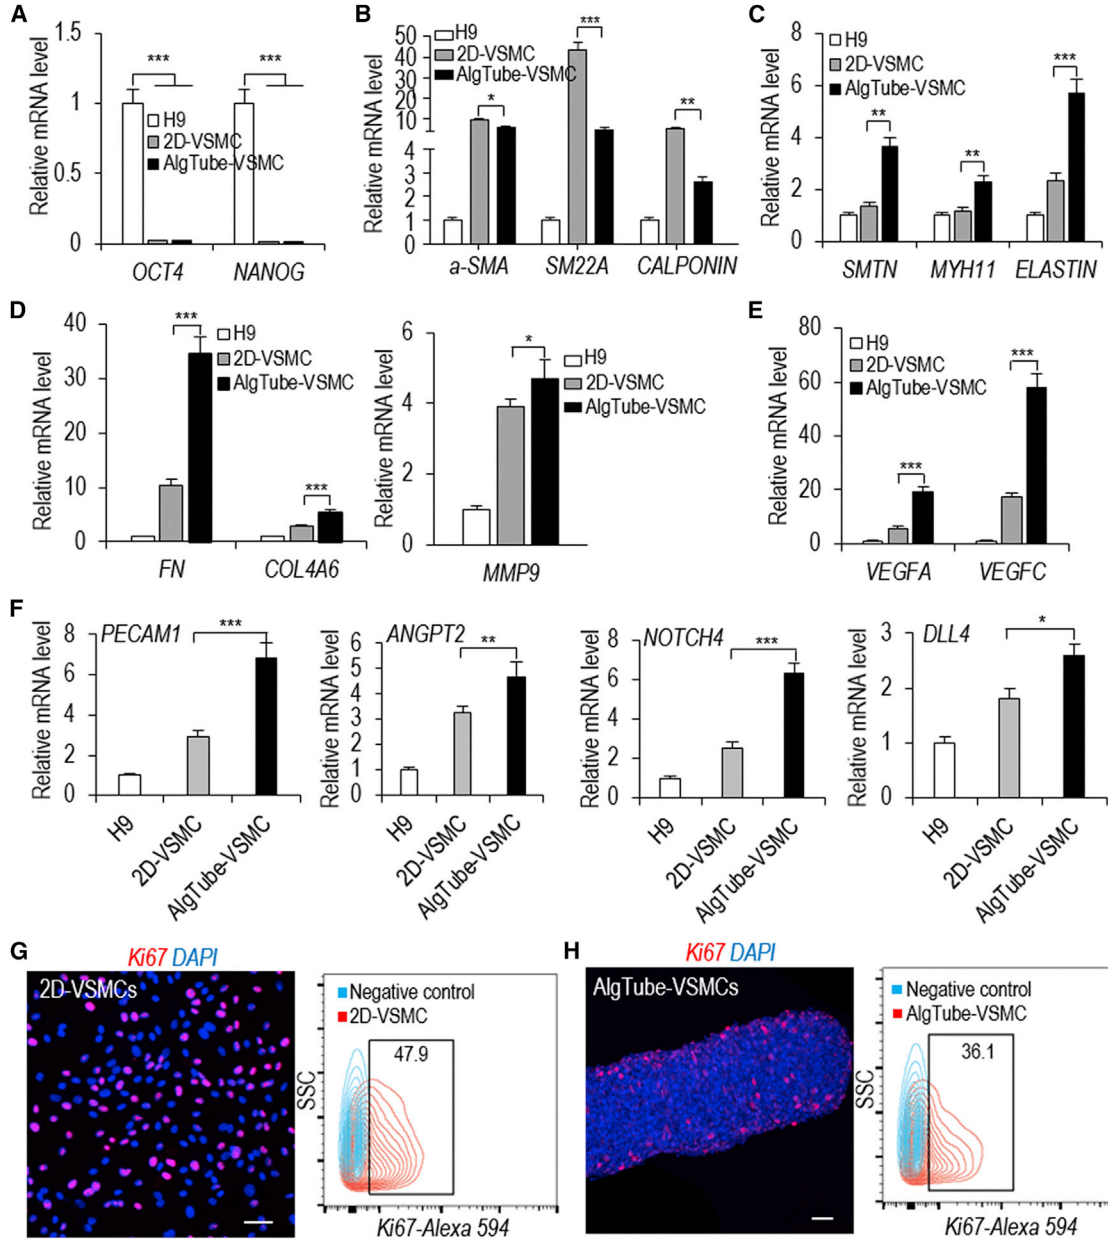 A
Relative mRNA level
1.5
1
0.5
0
***
***
H9
2D-VSMC
AlgTube-VSMC
OCT4
NANOG
B
Relative mRNA level
50
40
30
20
10
4
3
2
1
0
H9
2D-VSMC
AlgTube-VSMC
*
***
**
a-SMA
SM22A
CALPONIN
C
Relative mRNA level
8
6
4
2
0
H9
2D-VSMC
AlgTube-VSMC
**
**
***
SMTN
MYH11
ELASTIN
D
Relative mRNA level
40
30
20
10
0
***
***
H9
2D-VSMC
AlgTube-VSMC
FN
COL4A6
Relative mRNA level
6
4
2
0
*
H9
2D-VSMC
AlgTube-VSMC
MMP9
E
Relative mRNA level
80
60
40
20
0
H9
2D-VSMC
AlgTube-VSMC
***
***
VEGFA
VEGFC
F
Relative mRNA level
8
6
4
2
0
PECAM1
***
H9
2D-VSMC
AlgTube-VSMC
Relative mRNA level
6
5
4
3
2
1
0
ANGPT2
**
H9
2D-VSMC
AlgTube-VSMC
Relative mRNA level
8
6
4
2
0
NOTCH4
***
H9
2D-VSMC
AlgTube-VSMC
Relative mRNA level
3
2
1
0
DLL4
*
H9
2D-VSMC
AlgTube-VSMC
G
Ki67 DAPI
2D-VSMCs
Negative control
2D-VSMC
47.9
SSC
Ki67-Alexa 594
H
Ki67 DAPI
AlgTube-VSMCs
Negative control
AlgTube-VSMC
36.1
SSC
Ki67-Alexa 594